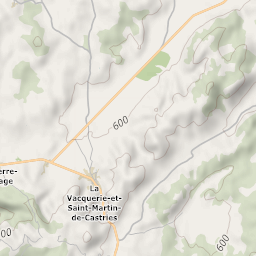 600
erre-
age
La
Vacquerie-et-
Saint-Martin-
de-Castries
600
600